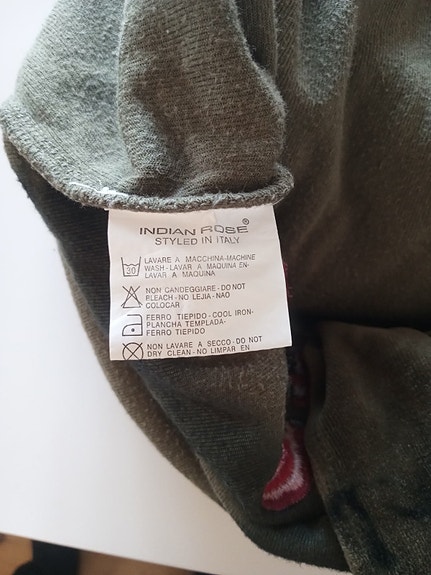 INDIAN ROSE®
STYLED IN ITALY
30
LAVARE A MACCHINA-MACHINE
WASH-LAVAR A MAQUINA EN-
LAVAR A MAQUINA
NON CANDEGGIARE-DO NOT
BLEACH-NO LEJIA-NAO
COLOCAR
FERRO TIEPIDO-COOL IRON-
PLANCHA TEMPLADA-
FERRO TIEPIDO
NON LAVARE A SECCO-DO NOT
DRY CLEAN-NO LIMPAR EN